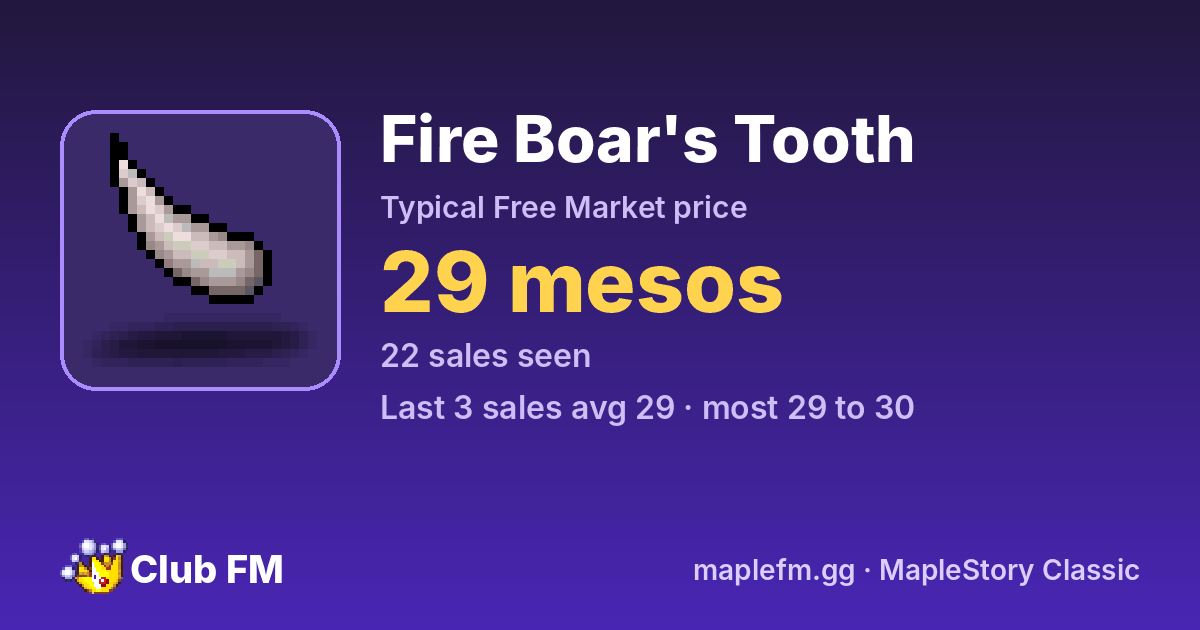 Fire Boar's Tooth
Typical Free Market price
29 mesos
22 sales seen
Last 3 sales avg 29 · most 29 to 30
Club FM
maplefm.gg · MapleStory Classic